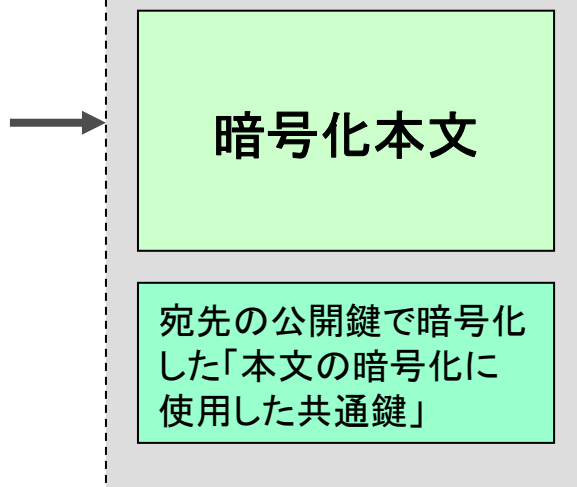 暗号化本文
宛先の公開鍵で暗号化
した「本文の暗号化に
使用した共通鍵」